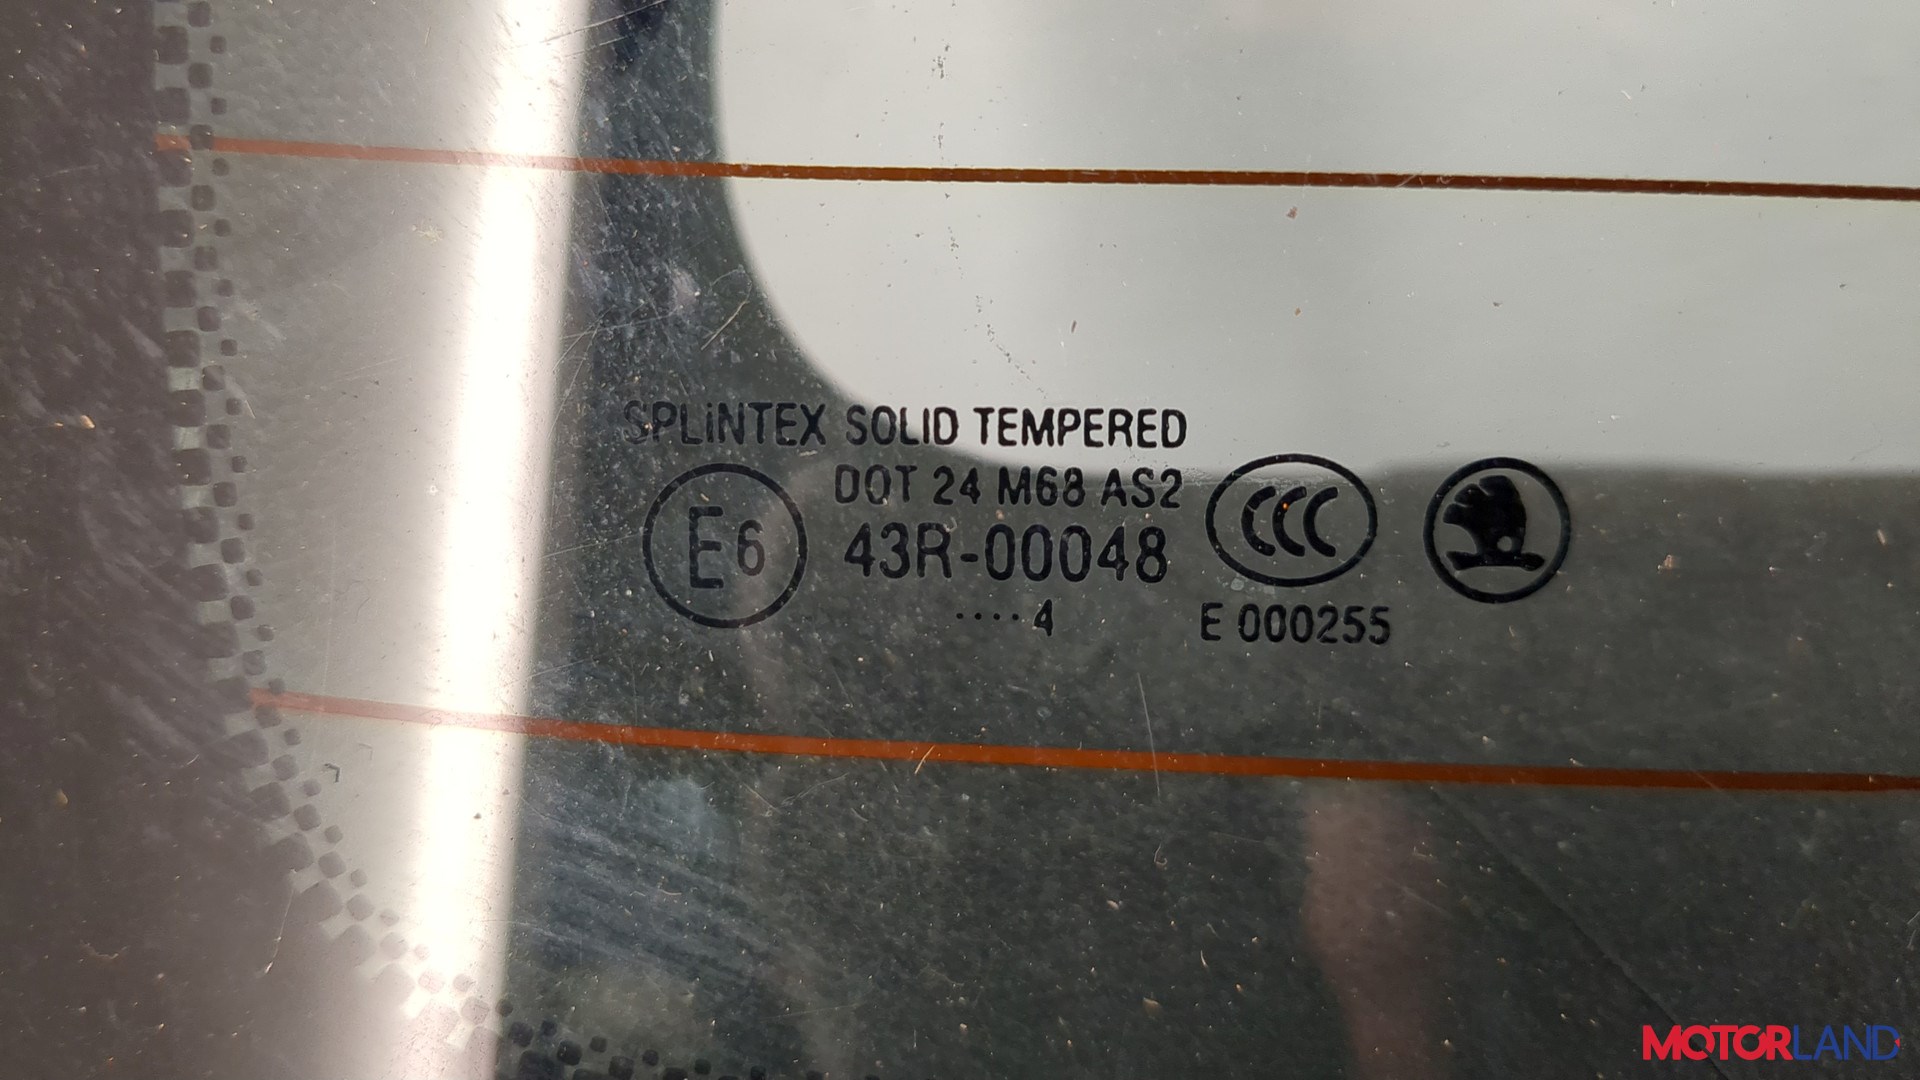 SPLiNTEX SOLID TEMPERED
DOT 24 M68 AS2
E6
43R-00048
CCC
.... 4
E 000255
MOTORLAND